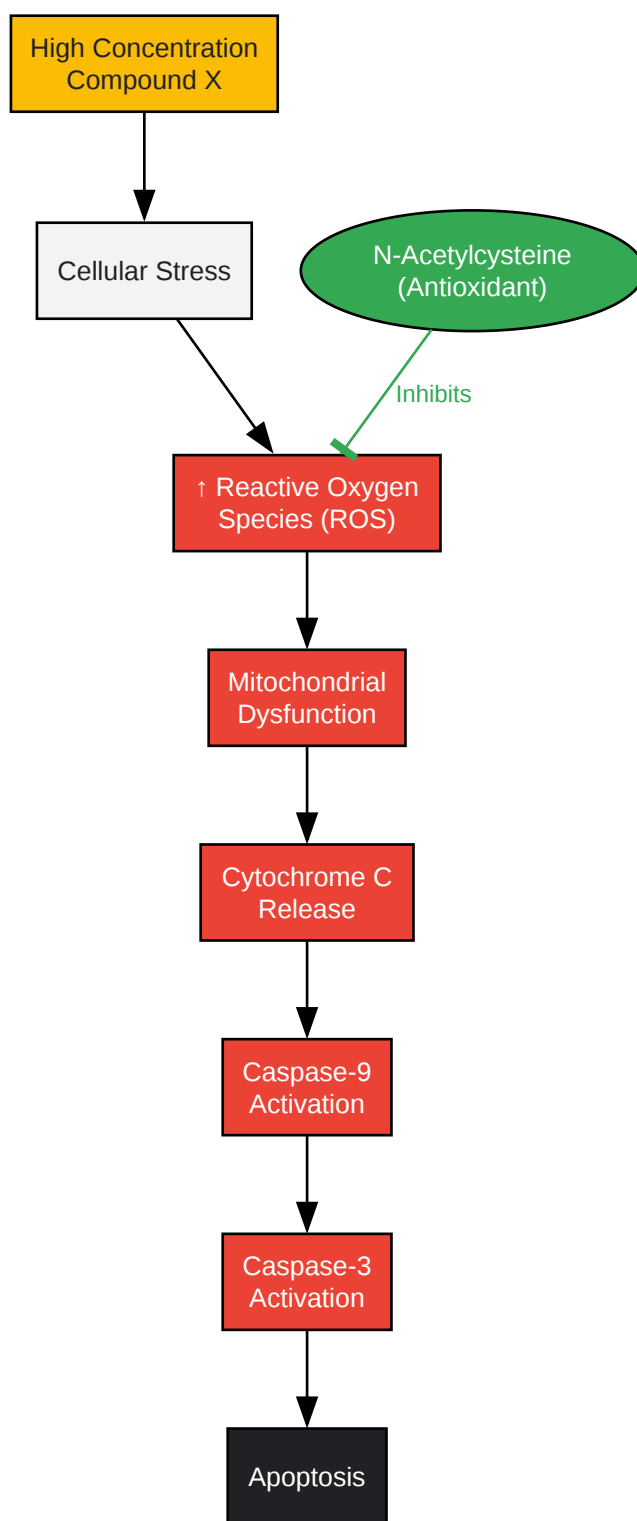 High Concentration
Compound X
Cellular Stress
N-Acetylcysteine
(Antioxidant)
Inhibits
↑ Reactive Oxygen
Species (ROS)
Mitochondrial
Dysfunction
Cytochrome C
Release
Caspase-9
Activation
Caspase-3
Activation
Apoptosis